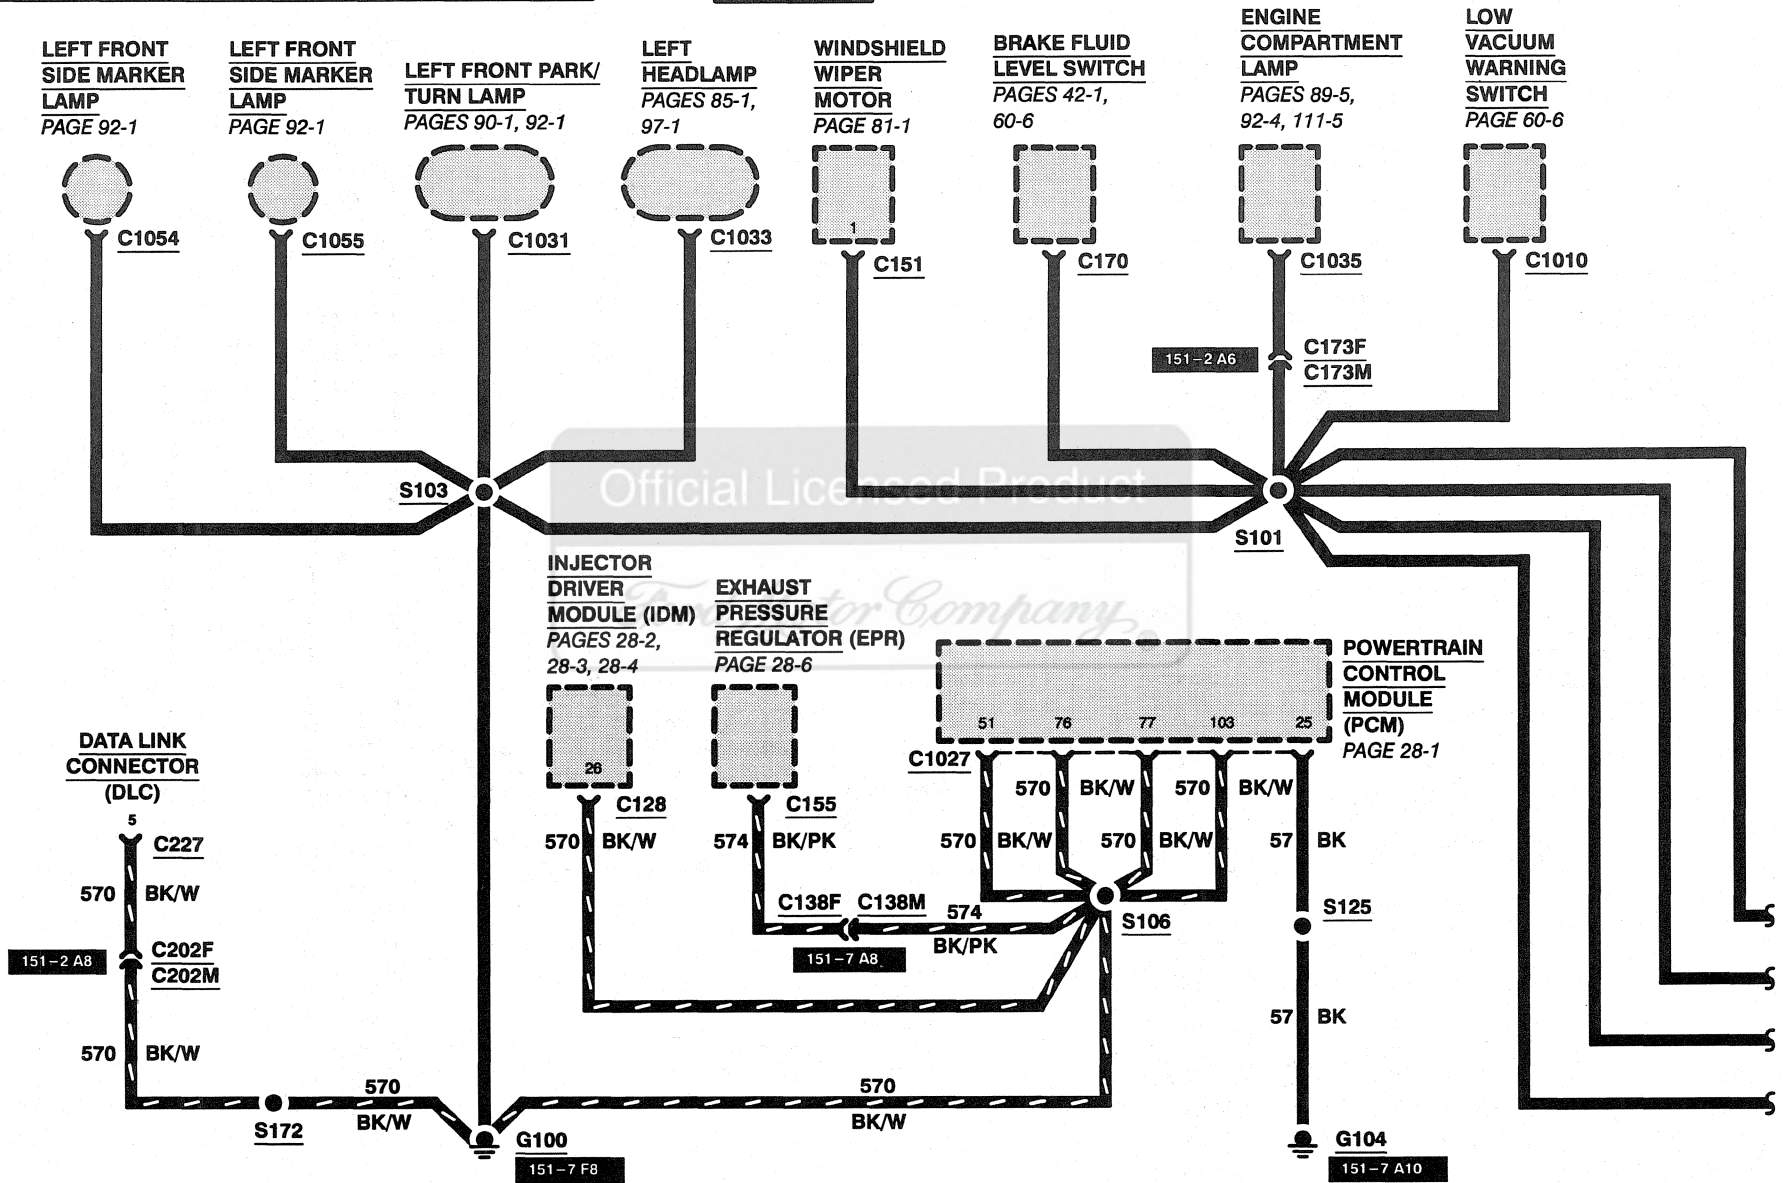 LEFT FRONT
SIDE MARKER
LAMP
PAGE 92-1
LEFT FRONT
SIDE MARKER
LAMP
PAGE 92-1
LEFT FRONT PARK/
TURN LAMP
PAGES 90-1, 92-1
LEFT
HEADLAMP
PAGES 85-1,
97-1
WINDSHIELD
WIPER
MOTOR
PAGE 81-1
BRAKE FLUID
LEVEL SWITCH
PAGES 42-1,
60-6
ENGINE
COMPARTMENT
LAMP
PAGES 89-5,
92-4, 111-5
LOW
VACUUM
WARNING
SWITCH
PAGE 60-6
1
C1054
C1055
C1031
C1033
C151
C170
C1035
C1010
151-2 A6
C173F
C173M
S103
Official Licensed Product
S101
INJECTOR
DRIVER
MODULE (IDM)
PAGES 28-2,
28-3, 28-4
EXHAUST
PRESSURE
REGULATOR (EPR)
PAGE 28-6
Ford Motor Company
®
POWERTRAIN
CONTROL
MODULE
(PCM)
PAGE 28-1
51 76 77 103 25
C1027
26
C128
C155
570 BK/W 570 BK/W
570 BK/W
574 BK/PK
570 BK/W 570 BK/W
57 BK
DATA LINK
CONNECTOR
(DLC)
5
C227
570 BK/W
C202F
C202M
151-2 A8
C138F C138M
574
BK/PK
151-7 A8
S106
S125
57 BK
570 BK/W
570
BK/W
S172
570
BK/W
G100
151-7 F8
G104
151-7 A10